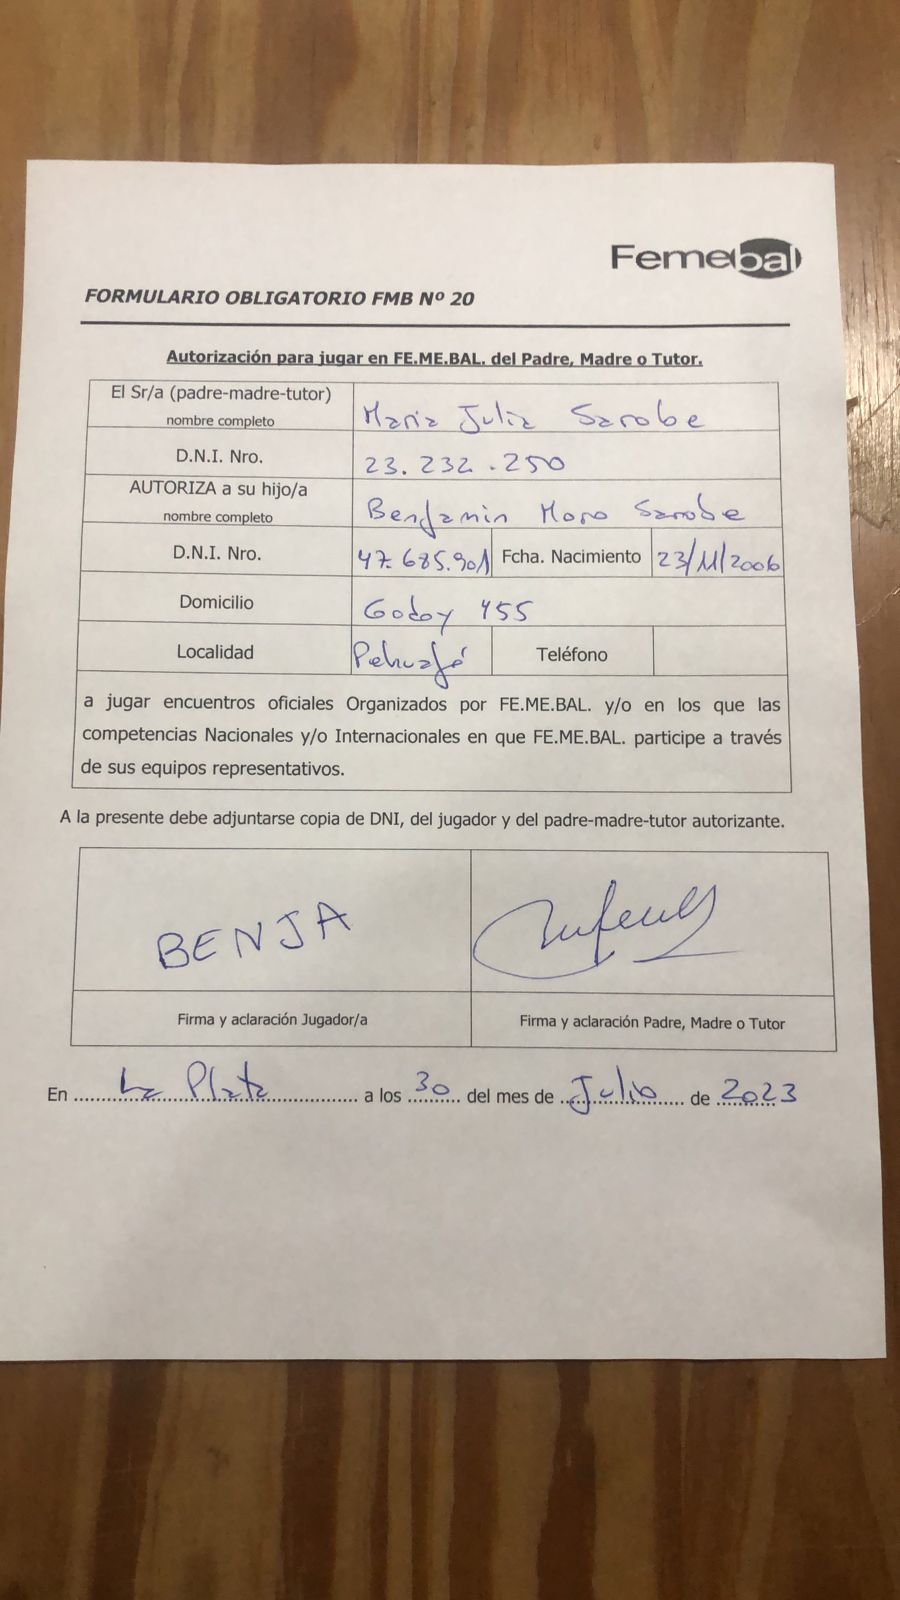 Femebal
FORMULARIO OBLIGATORIO FMB Nº 20
Autorización para jugar en FE.ME.BAL. del Padre, Madre o Tutor.
El Sr/a (padre-madre-tutor)
nombre completo
Maria Julia Sarobe
D.N.I. Nro.
23.232.250
AUTORIZA a su hijo/a
nombre completo
Benjamin Moro Sarobe
D.N.I. Nro.
47.685.901
Fcha. Nacimiento
23/11/2006
Domicilio
Godoy 455
Localidad
Pehuajó
Teléfono
a jugar encuentros oficiales Organizados por FE.ME.BAL. y/o en los que las
competencias Nacionales y/o Internacionales en que FE.ME.BAL. participe a través
de sus equipos representativos.
A la presente debe adjuntarse copia de DNI, del jugador y del padre-madre-tutor autorizante.
BENJA
Firma y aclaración Jugador/a
Firma y aclaración Padre, Madre o Tutor
En La Plata a los 30 del mes de Julio de 2023